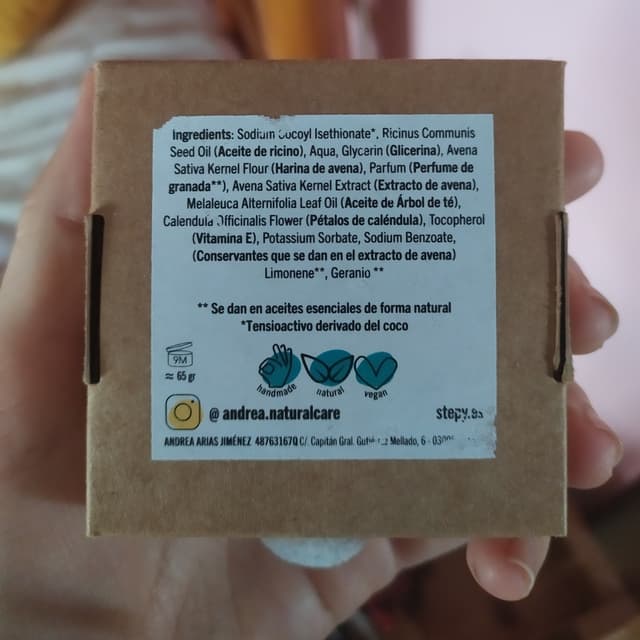 Ingredients: Sodium Cocoyl Isethionate*, Ricinus Communis
Seed Oil (Aceite de ricino), Aqua, Glycerin (Glicerina), Avena
Sativa Kernel Flour (Harina de avena), Parfum (Perfume de
granada**), Avena Sativa Kernel Extract (Extracto de avena),
Melaleuca Alternifolia Leaf Oil (Aceite de Árbol de té),
Calendula Officinalis Flower (Pétalos de caléndula), Tocopherol
(Vitamina E), Potassium Sorbate, Sodium Benzoate,
(Conservantes que se dan en el extracto de avena)
Limonene**, Geranio **
** Se dan en aceites esenciales de forma natural
*Tensioactivo derivado del coco
9M
≈ 65 gr
handmade natural vegan
@ andrea.naturalcare
stepy.es
ANDREA ARIAS JIMÉNEZ 48763167Q C/ Capitán Gral. Gutiérrez Mellado, 6 -